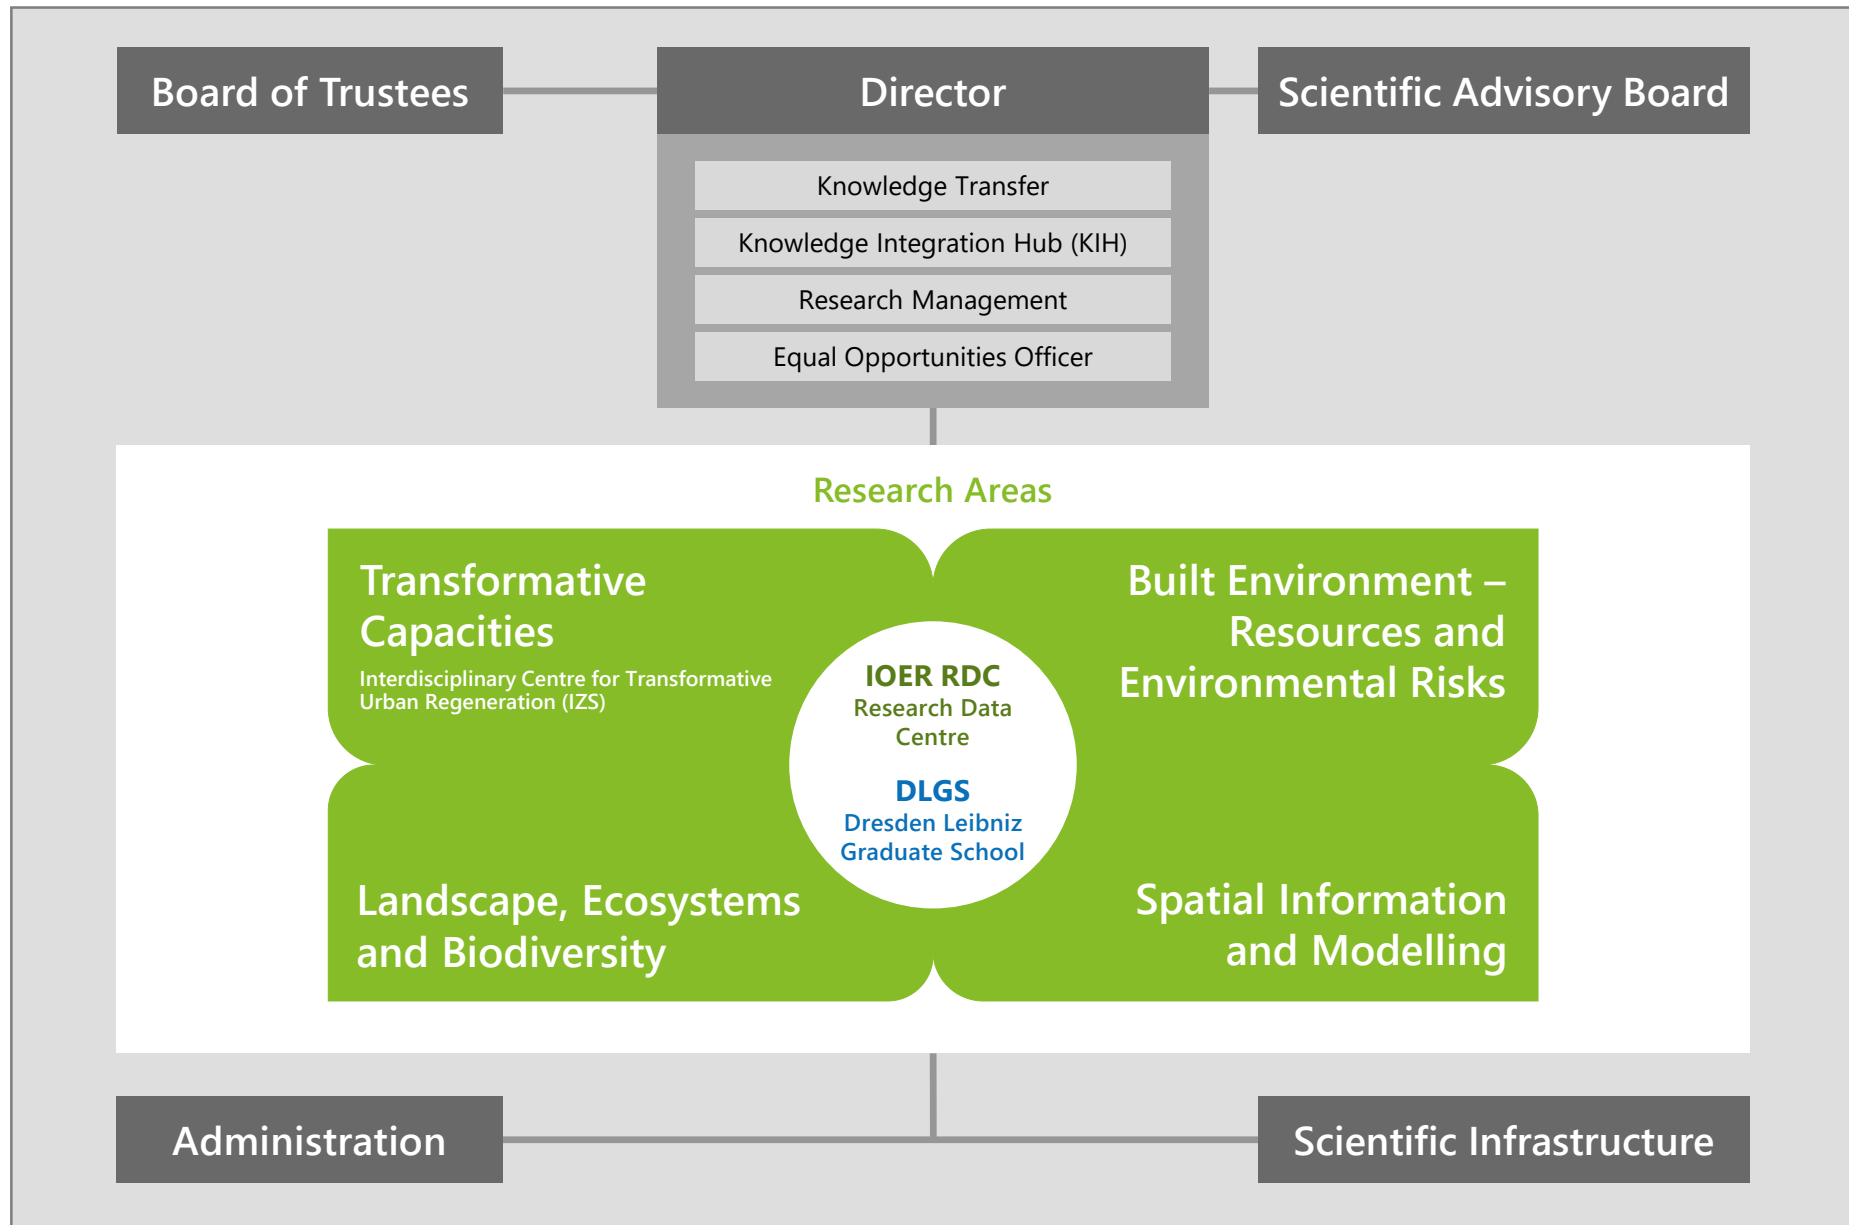 Board of Trustees
Director
Scientific Advisory Board
Knowledge Transfer
Knowledge Integration Hub (KIH)
Research Management
Equal Opportunities Officer
Research Areas
Transformative
Capacities
Interdisciplinary Centre for Transformative
Urban Regeneration (IZS)
Built Environment –
Resources and
Environmental Risks
IOER RDC
Research Data
Centre
DLGS
Dresden Leibniz
Graduate School
Landscape, Ecosystems
and Biodiversity
Spatial Information
and Modelling
Administration
Scientific Infrastructure